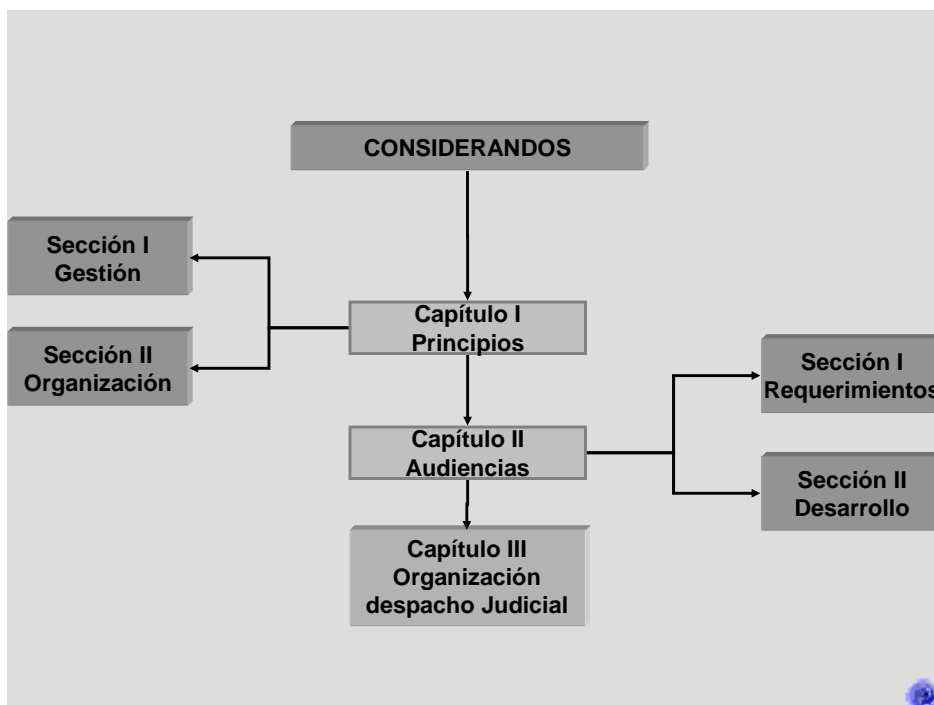 CONSIDERANDOS
Sección I
Gestión
Capítulo I
Principios
Sección II
Organización
Sección I
Requerimientos
Capítulo II
Audiencias
Sección II
Desarrollo
Capítulo III
Organización
despacho Judicial